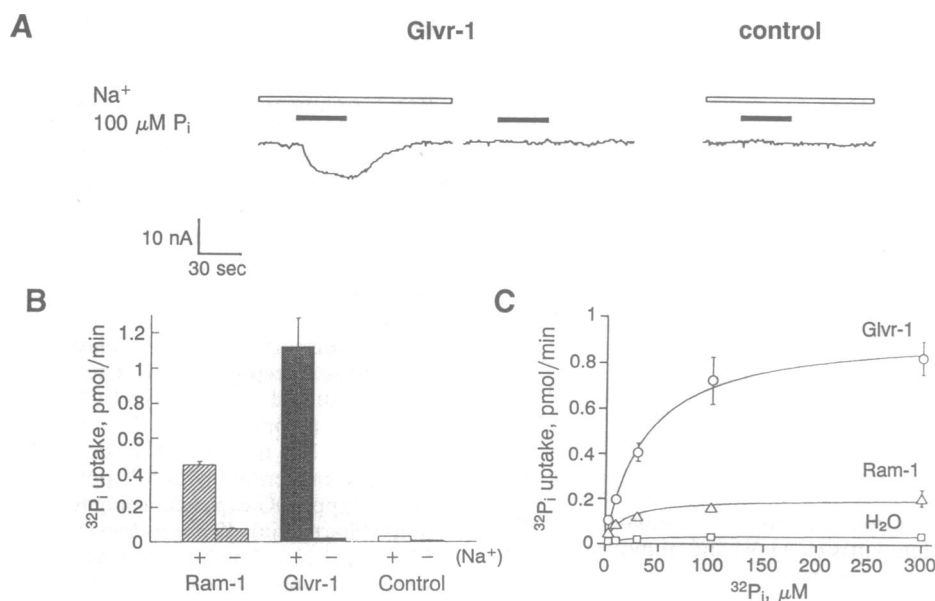 A
Glvr-1 control
Na⁺
100 μM Pᵢ
10 nA
30 sec
B
³²Pᵢ uptake, pmol/min
1.2
1
0.8
0.6
0.4
0.2
0
+ − + − + − (Na⁺)
Ram-1 Glvr-1 Control
C
³²Pᵢ uptake, pmol/min
1
0.8
0.6
0.4
0.2
0
Glvr-1
Ram-1
H₂O
0 50 100 150 200 250 300
³²Pᵢ, μM